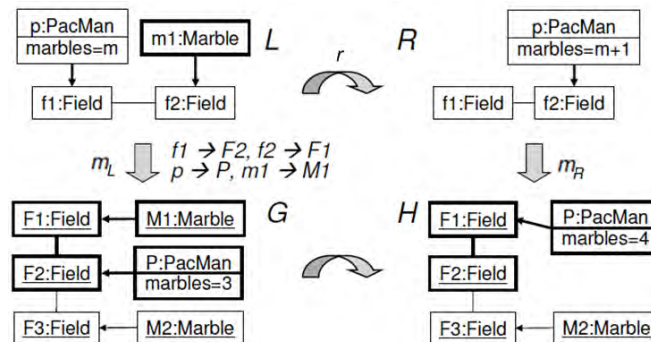 p:PacMan
marbles=m
m1:Marble
L
f1:Field
f2:Field
r
R
p:PacMan
marbles=m+1
f1:Field
f2:Field
mL
f1 → F2, f2 → F1
p → P, m1 → M1
mR
F1:Field
M1:Marble
G
F2:Field
P:PacMan
marbles=3
F3:Field
M2:Marble
H
F1:Field
P:PacMan
marbles=4
F2:Field
F3:Field
M2:Marble